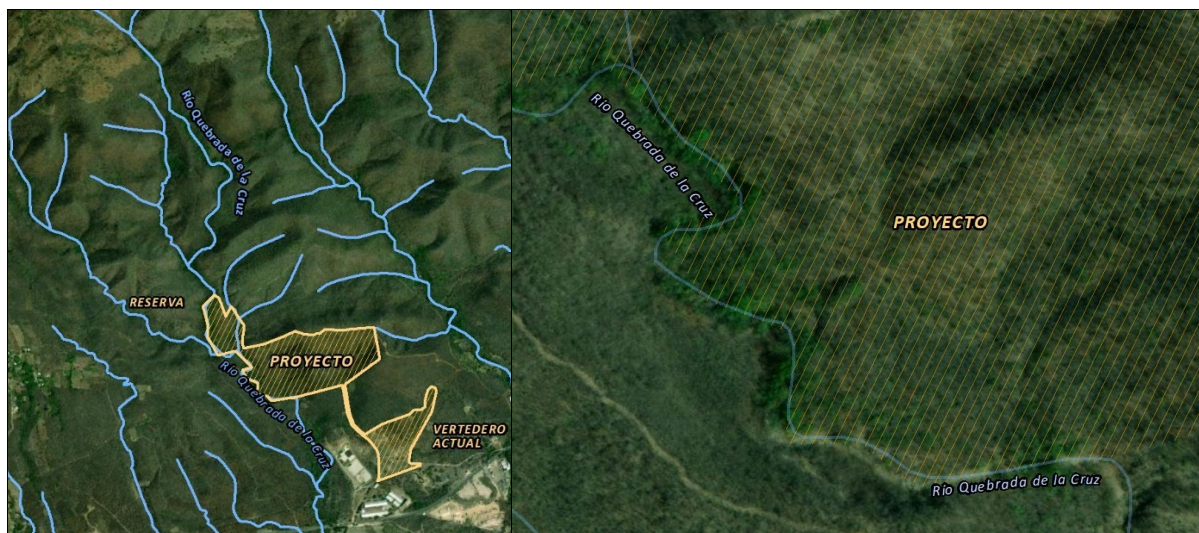 Río Quebrada de la Cruz
RESERVA
PROYECTO
Río Quebrada de la Cruz
VERTEDERO
ACTUAL
Río Quebrada de la Cruz
PROYECTO
Río Quebrada de la Cruz